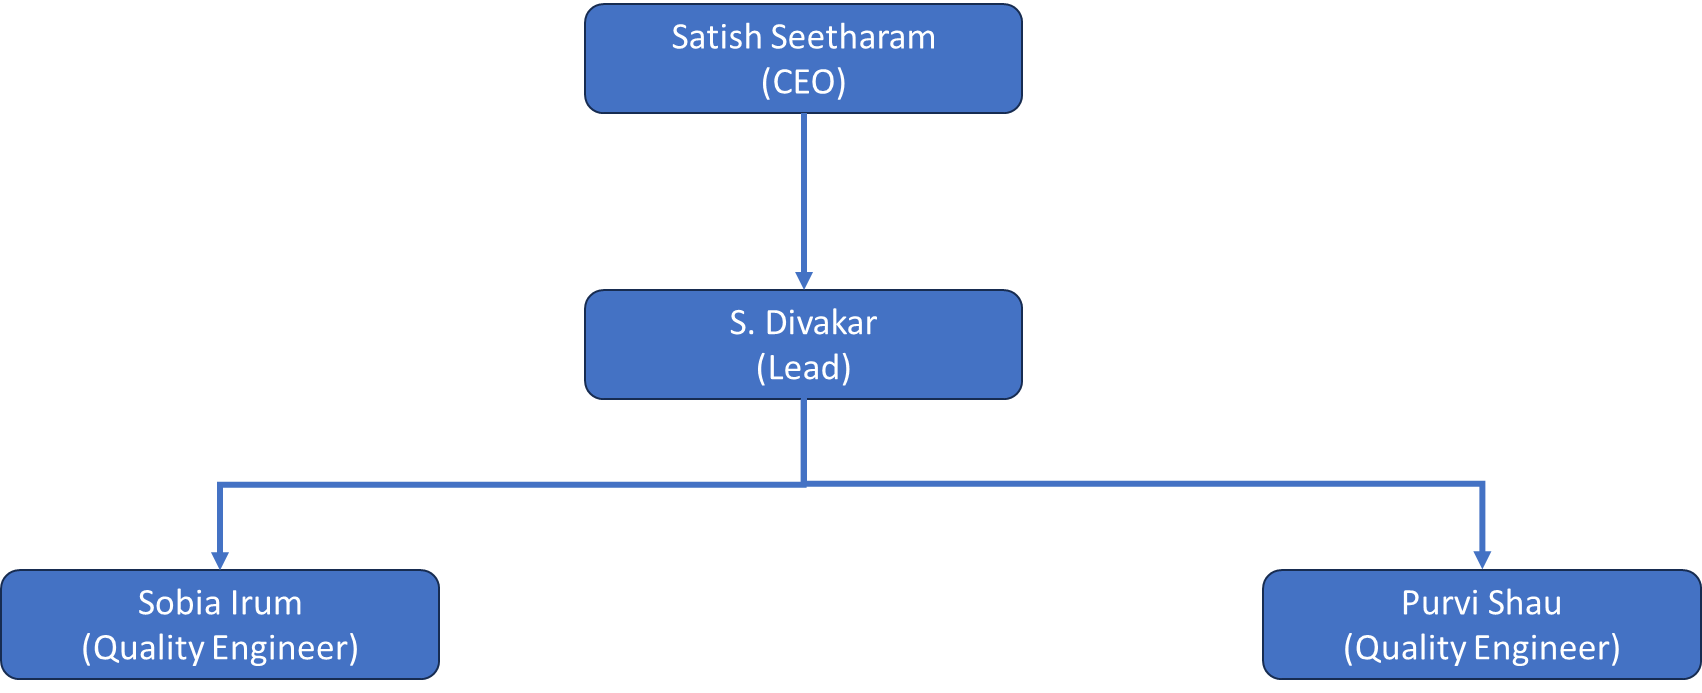 Satish Seetharam
(CEO)
S. Divakar
(Lead)
Sobia Irum
(Quality Engineer)
Purvi Shau
(Quality Engineer)